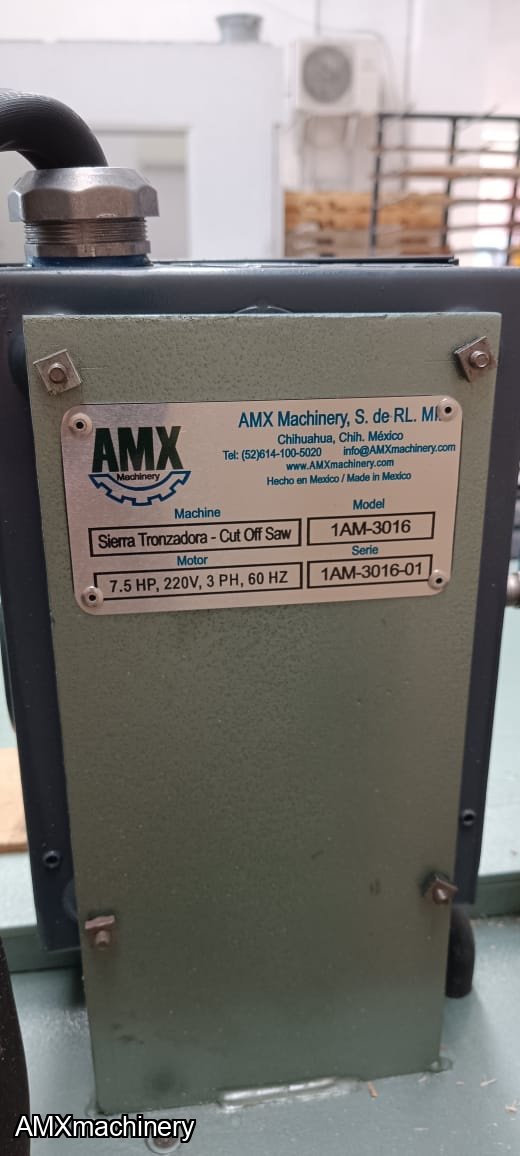 AMX
Machinery
AMX Machinery, S. de RL. MI.
Chihuahua, Chih. México
Tel: (52)614-100-5020 info@AMXmachinery.com
www.AMXmachinery.com
Hecho en Mexico / Made in Mexico
Machine
Model
Sierra Tronzadora - Cut Off Saw
1AM-3016
Motor
Serie
7.5 HP, 220V, 3 PH, 60 HZ
1AM-3016-01
AMXmachinery